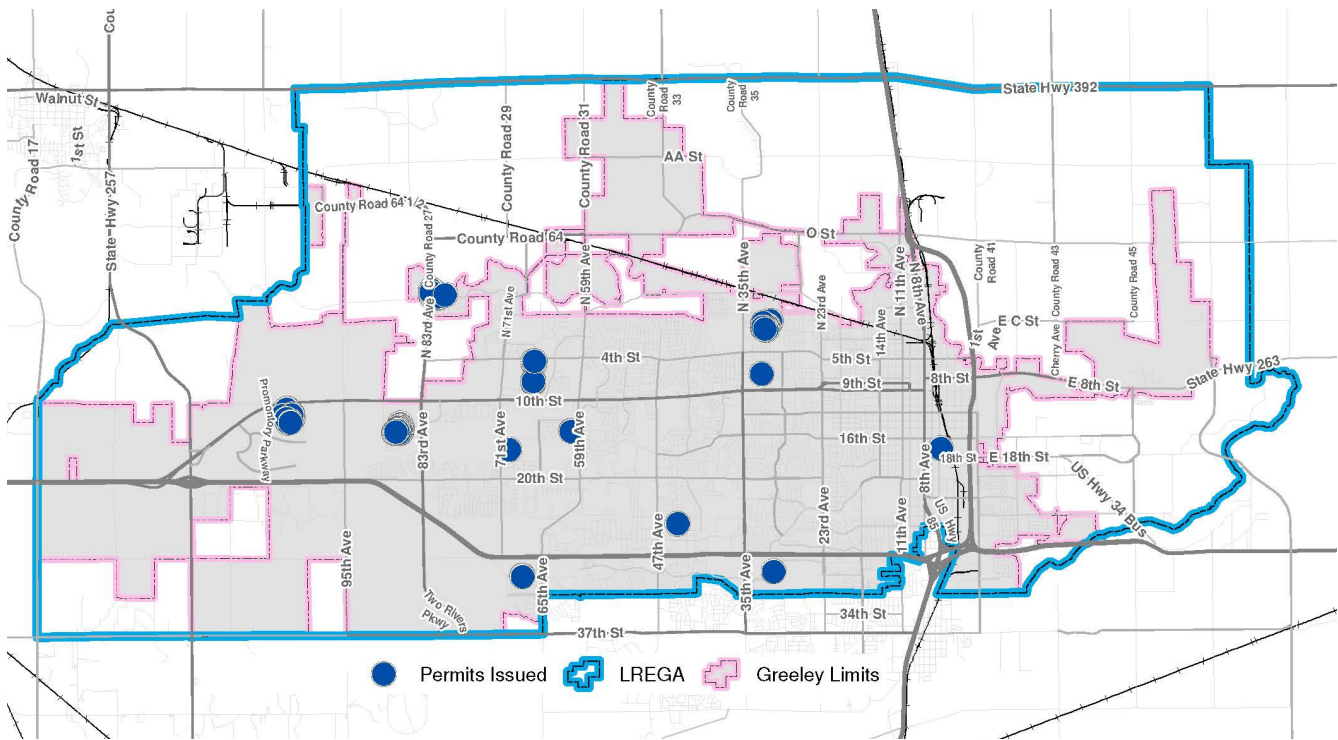 State Hwy 392
Walnut St
1st St
County Road 17
State Hwy 257
Cou
County Road 29
County Road 31
County
Road
33
County
Road
35
AA St
County Road 64 1/2
County Road 27
County Road 64
O St
N 83rd Ave
N 71st Ave
N 59th Ave
N 35th Ave
N 23rd Ave
14th Ave
N 11th Ave
N 8th Ave
County
Road 41
1st
Ave
County Road 43
Cherry Ave
County Road 45
E C St
4th St
5th St
8th St
9th St
10th St
E 8th St
State Hwy 263
Promontory Parkway
83rd Ave
71st Ave
59th Ave
16th St
18th St
E 18th St
20th St
8th Ave
US Hwy 34 Bus
95th Ave
Two Rivers
Pkwy
65th Ave
47th Ave
35th Ave
23rd Ave
11th Ave
US Hwy
85
34th St
37th St
Permits Issued
LREGA
Greeley Limits